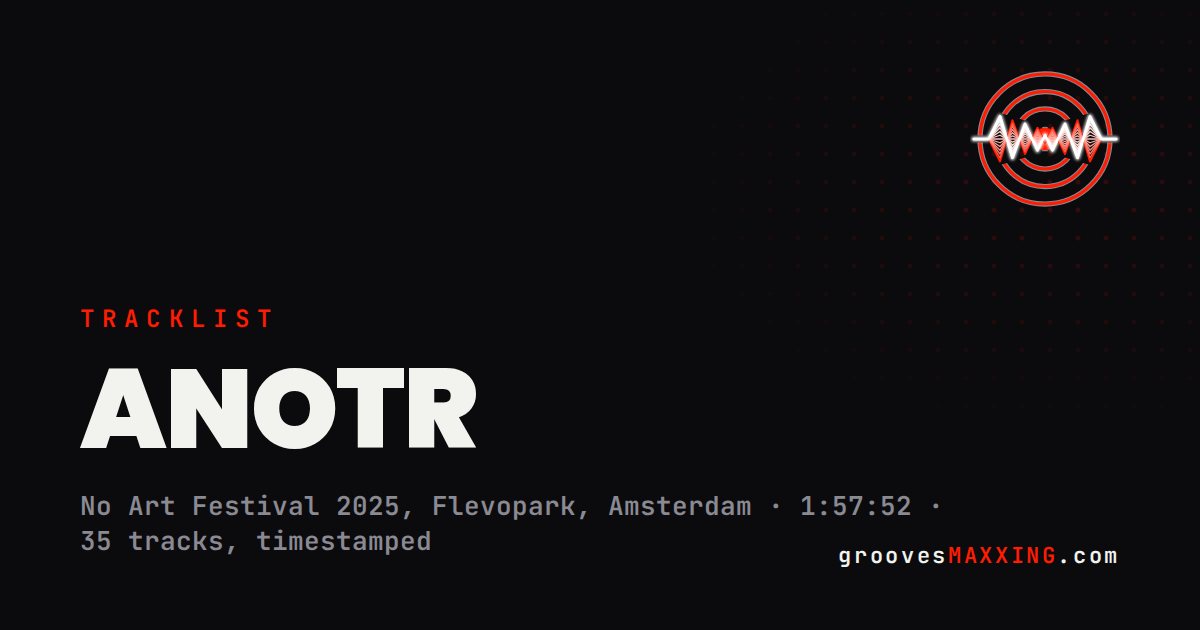 TRACKLIST
ANOTR
No Art Festival 2025, Flevopark, Amsterdam · 1:57:52 ·
35 tracks, timestamped
groovesMAXXING.com